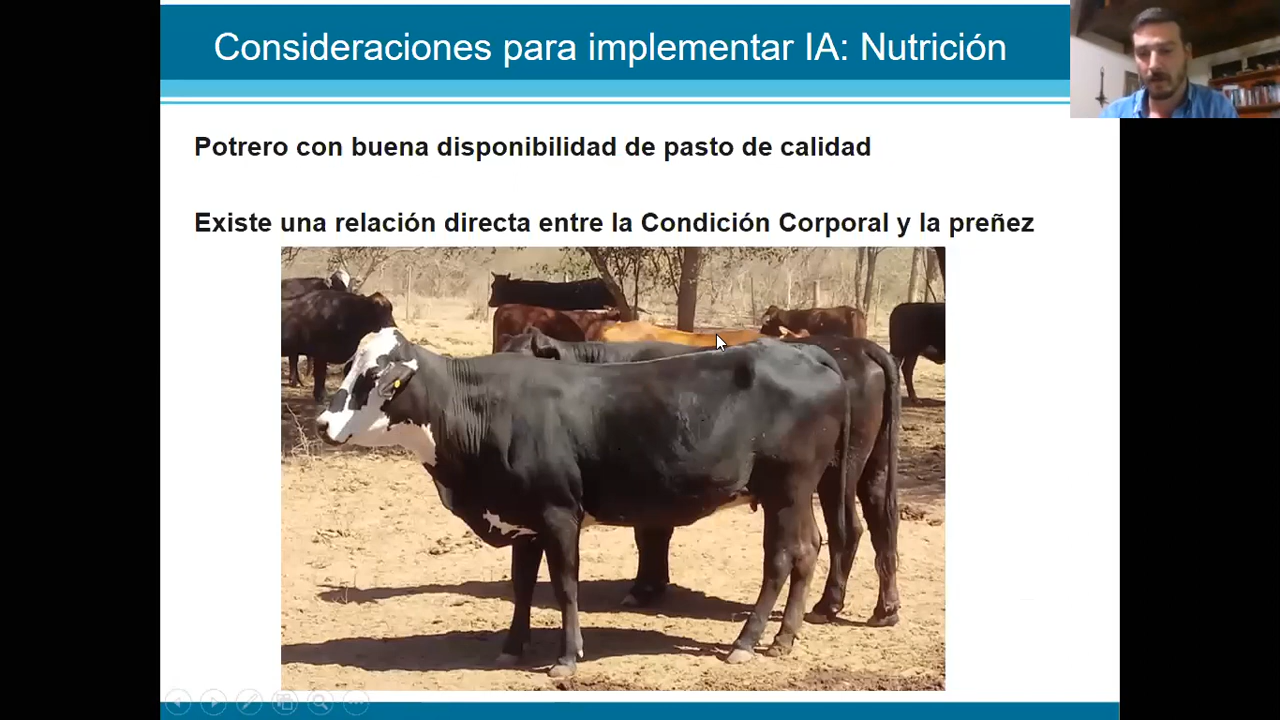 Consideraciones para implementar IA: Nutrición
Potrero con buena disponibilidad de pasto de calidad
Existe una relación directa entre la Condición Corporal y la preñez